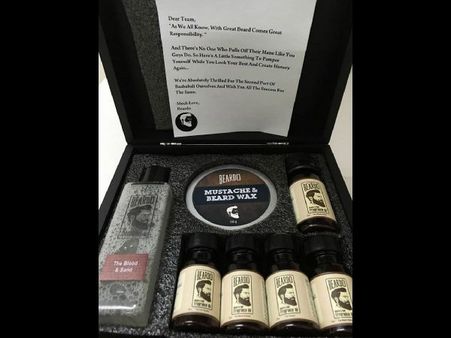 Dear Team,
"As We All Know, With Great Beard Comes Great
Responsibility. "
And There's No One Who Pulls Off Their Mane Like You
Guys Do. So Here's A Little Something To Pamper
Yourself While You Look Your Best And Create History
Again...
We're Absolutely Thrilled For The Second Part Of
Baahubali Ourselves And Wish You All The Success For
The Same.
Much Love,
Beardo
BEARDO
MUSTACHE &
BEARD WAX
BEARDO
The Blood
& Sand
BEARDO
BEARDO
BEARDO
BEARDO
BEARDO